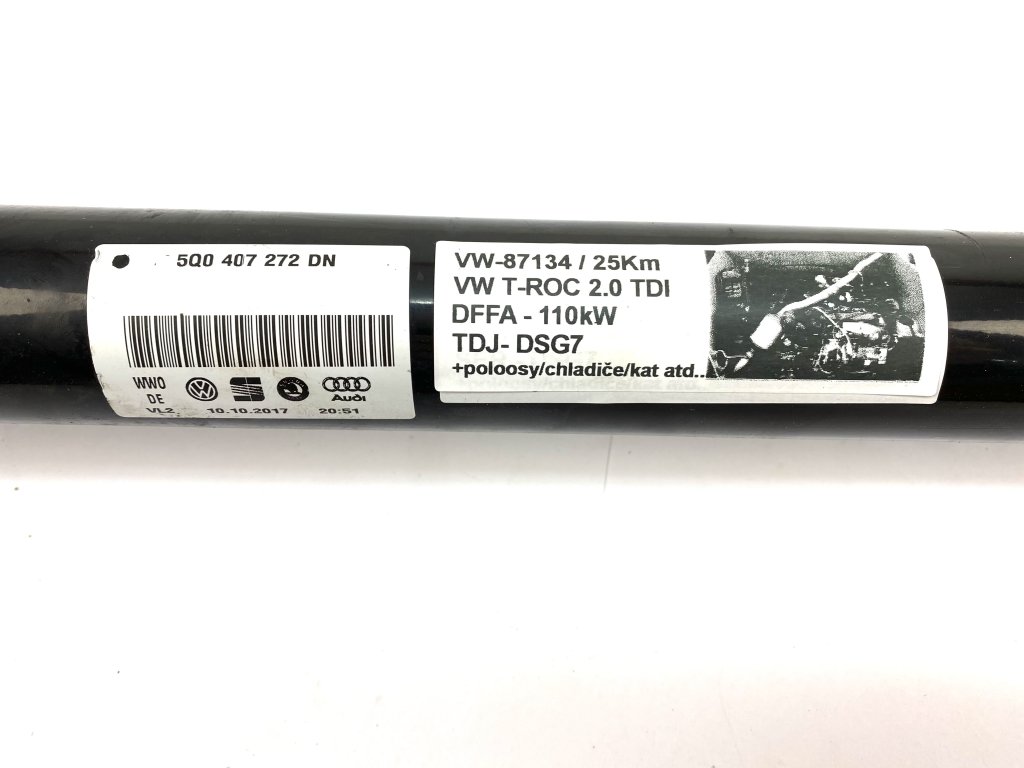 5Q0 407 272 DN
WWO
DE
Audi
VL2 10.10.2017 20:51
VW-87134 / 25Km
VW T-ROC 2.0 TDI
DFFA - 110kW
TDJ- DSG7
+poloosy/chladiče/kat atd..